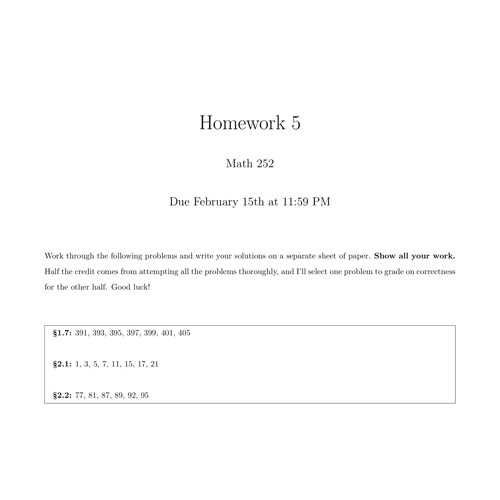 Homework 5
Math 252
Due February 15th at 11:59 PM
Work through the following problems and write your solutions on a separate sheet of paper. Show all your work.
Half the credit comes from attempting all the problems thoroughly, and I'll select one problem to grade on correctness
for the other half. Good luck!
§1.7: 391, 393, 395, 397, 399, 401, 405
§2.1: 1, 3, 5, 7, 11, 15, 17, 21
§2.2: 77, 81, 87, 89, 92, 95